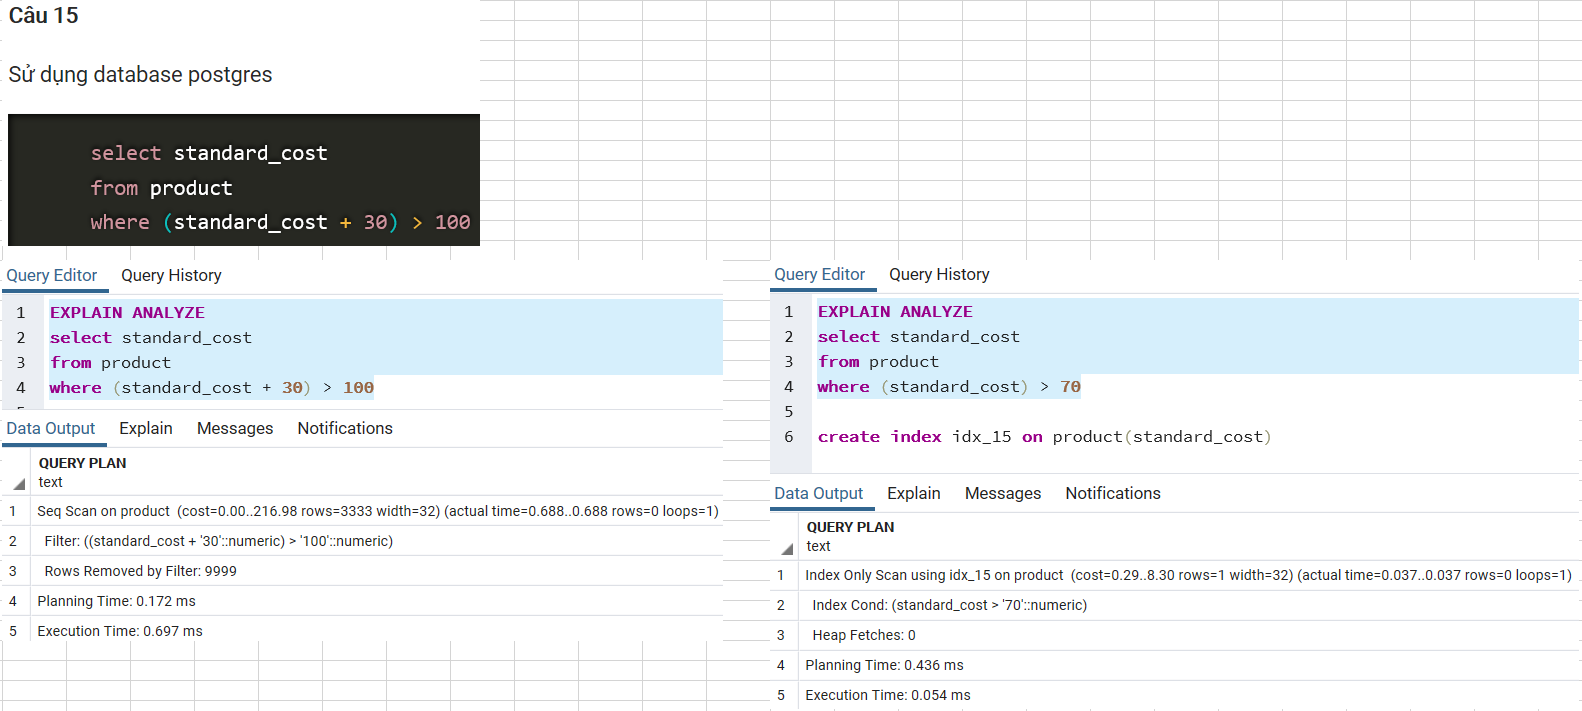 Câu 15
Sử dụng database postgres
select standard_cost
from product
where (standard_cost + 30) > 100
Query Editor Query History
1 EXPLAIN ANALYZE
2 select standard_cost
3 from product
4 where (standard_cost + 30) > 100
Data Output Explain Messages Notifications
QUERY PLAN
text
1 Seq Scan on product (cost=0.00..216.98 rows=3333 width=32) (actual time=0.688..0.688 rows=0 loops=1)
2 Filter: ((standard_cost + '30'::numeric) > '100'::numeric)
3 Rows Removed by Filter: 9999
4 Planning Time: 0.172 ms
5 Execution Time: 0.697 ms
Query Editor Query History
1 EXPLAIN ANALYZE
2 select standard_cost
3 from product
4 where (standard_cost) > 70
5
6 create index idx_15 on product(standard_cost)
Data Output Explain Messages Notifications
QUERY PLAN
text
1 Index Only Scan using idx_15 on product (cost=0.29..8.30 rows=1 width=32) (actual time=0.037..0.037 rows=0 loops=1)
2 Index Cond: (standard_cost > '70'::numeric)
3 Heap Fetches: 0
4 Planning Time: 0.436 ms
5 Execution Time: 0.054 ms